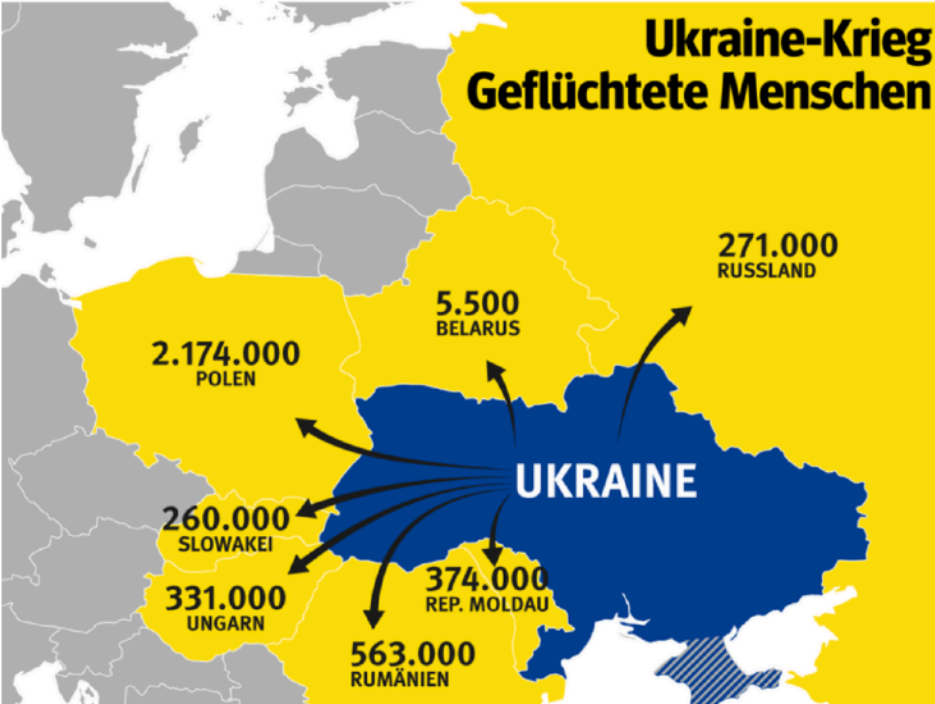 Ukraine-Krieg
Geflüchtete Menschen
271.000
RUSSLAND
5.500
BELARUS
2.174.000
POLEN
UKRAINE
260.000
SLOWAKEI
374.000
REP. MOLDAU
331.000
UNGARN
563.000
RUMÄNIEN